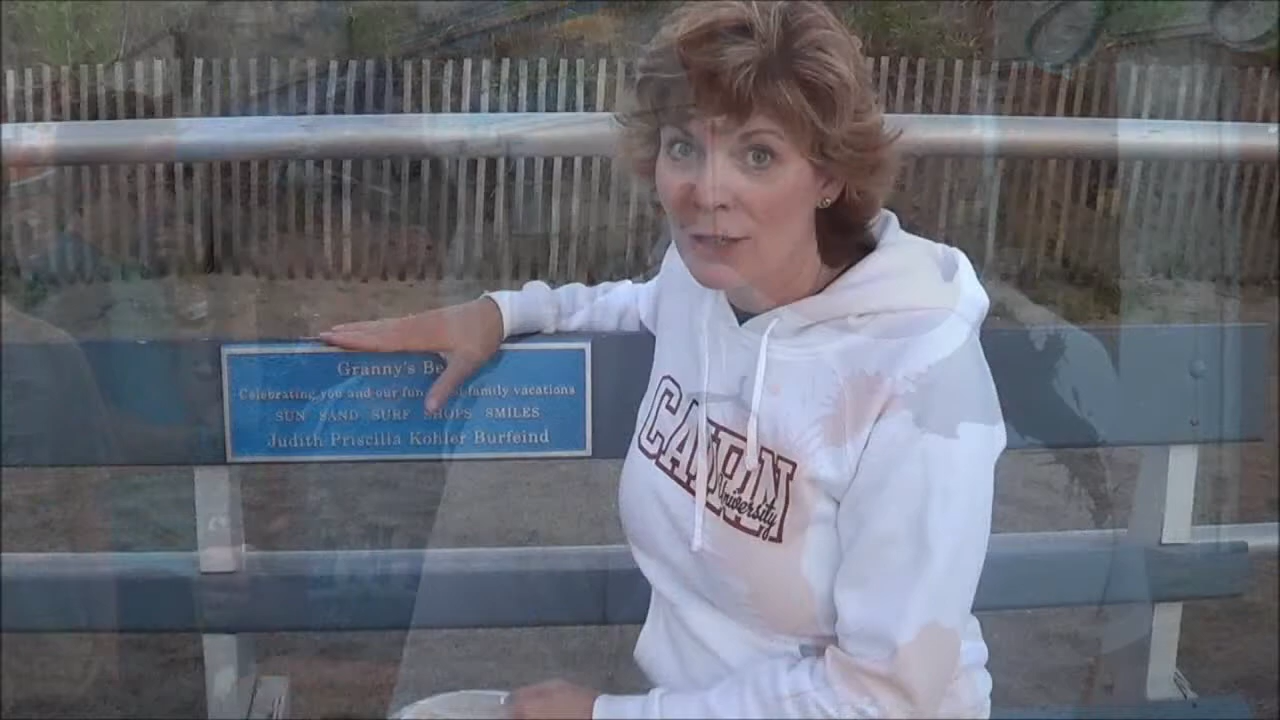 Granny's Be
Celebrating you and our fun family vacations
SUN SAND SURF SHOPS SMILES
Judith Priscilla Kohler Burfeind
University